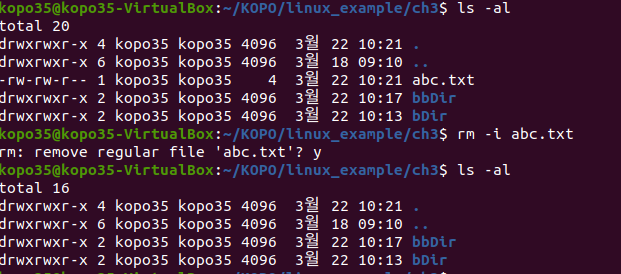 kopo35@kopo35-VirtualBox:~/KOPO/linux_example/ch3$ ls -al
total 20
drwxrwxr-x 4 kopo35 kopo35 4096  3월 22 10:21 .
drwxrwxr-x 6 kopo35 kopo35 4096  3월 18 09:10 ..
-rw-rw-r-- 1 kopo35 kopo35    4  3월 22 10:21 abc.txt
drwxrwxr-x 2 kopo35 kopo35 4096  3월 22 10:17 bbDir
drwxrwxr-x 2 kopo35 kopo35 4096  3월 22 10:13 bDir
kopo35@kopo35-VirtualBox:~/KOPO/linux_example/ch3$ rm -i abc.txt
rm: remove regular file 'abc.txt'? y
kopo35@kopo35-VirtualBox:~/KOPO/linux_example/ch3$ ls -al
total 16
drwxrwxr-x 4 kopo35 kopo35 4096  3월 22 10:21 .
drwxrwxr-x 6 kopo35 kopo35 4096  3월 18 09:10 ..
drwxrwxr-x 2 kopo35 kopo35 4096  3월 22 10:17 bbDir
drwxrwxr-x 2 kopo35 kopo35 4096  3월 22 10:13 bDir